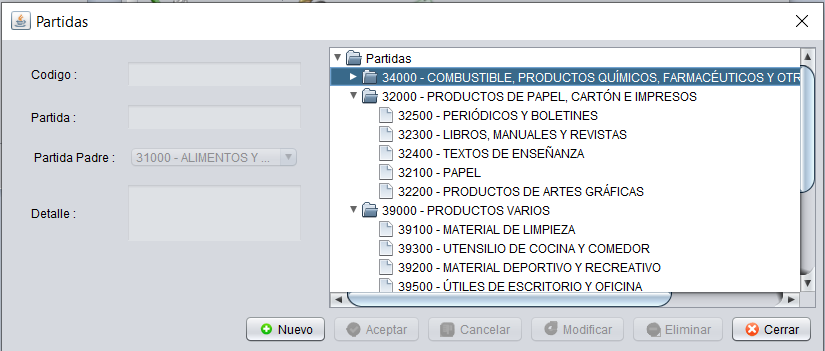 Partidas
Codigo :
Partida :
Partida Padre :
31000 - ALIMENTOS Y ...
Detalle :
Partidas
34000 - COMBUSTIBLE, PRODUCTOS QUÍMICOS, FARMACÉUTICOS Y OTR
32000 - PRODUCTOS DE PAPEL, CARTÓN E IMPRESOS
32500 - PERIÓDICOS Y BOLETINES
32300 - LIBROS, MANUALES Y REVISTAS
32400 - TEXTOS DE ENSEÑANZA
32100 - PAPEL
32200 - PRODUCTOS DE ARTES GRÁFICAS
39000 - PRODUCTOS VARIOS
39100 - MATERIAL DE LIMPIEZA
39300 - UTENSILIO DE COCINA Y COMEDOR
39200 - MATERIAL DEPORTIVO Y RECREATIVO
39500 - ÚTILES DE ESCRITORIO Y OFICINA
Nuevo Aceptar Cancelar Modificar Eliminar Cerrar